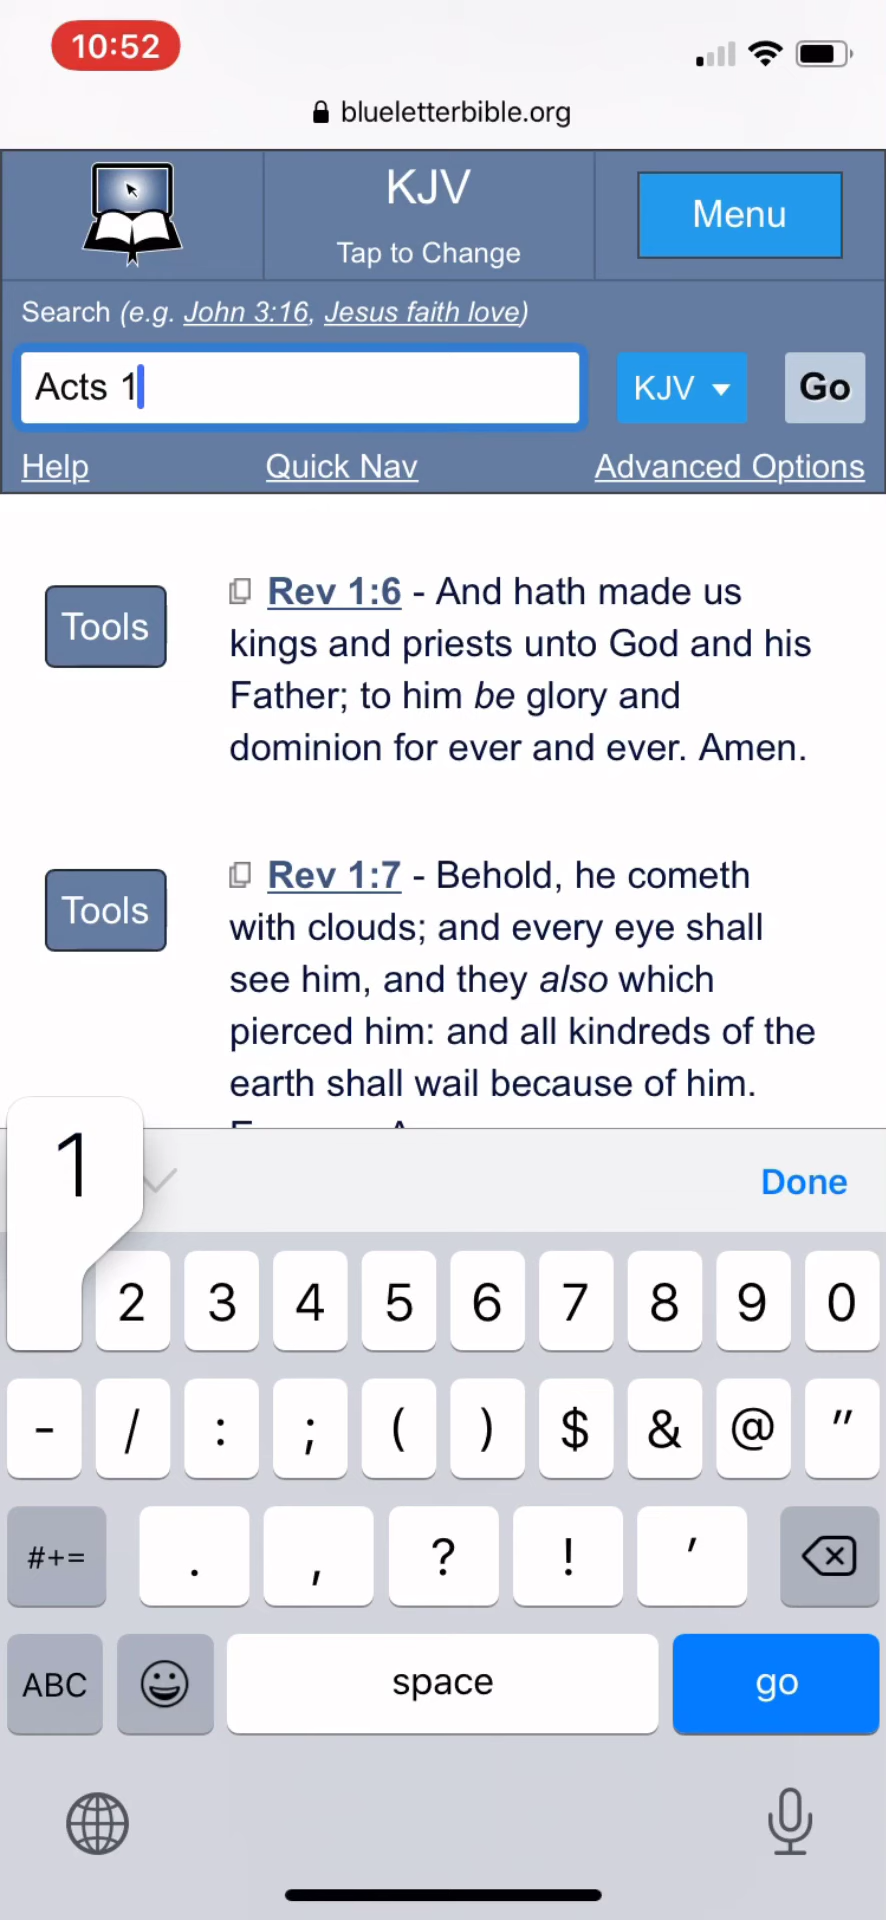 10:52
blueletterbible.org
KJV
Tap to Change
Menu
Search (e.g. John 3:16, Jesus faith love)
Acts 1
KJV
Go
Help Quick Nav Advanced Options
Tools
Rev 1:6 - And hath made us
kings and priests unto God and his
Father; to him be glory and
dominion for ever and ever. Amen.
Tools
Rev 1:7 - Behold, he cometh
with clouds; and every eye shall
see him, and they also which
pierced him: and all kindreds of the
earth shall wail because of him.
1
Done
2 3 4 5 6 7 8 9 0
- / : ; ( ) $ & @ "
#+= . , ? ! '
ABC space go